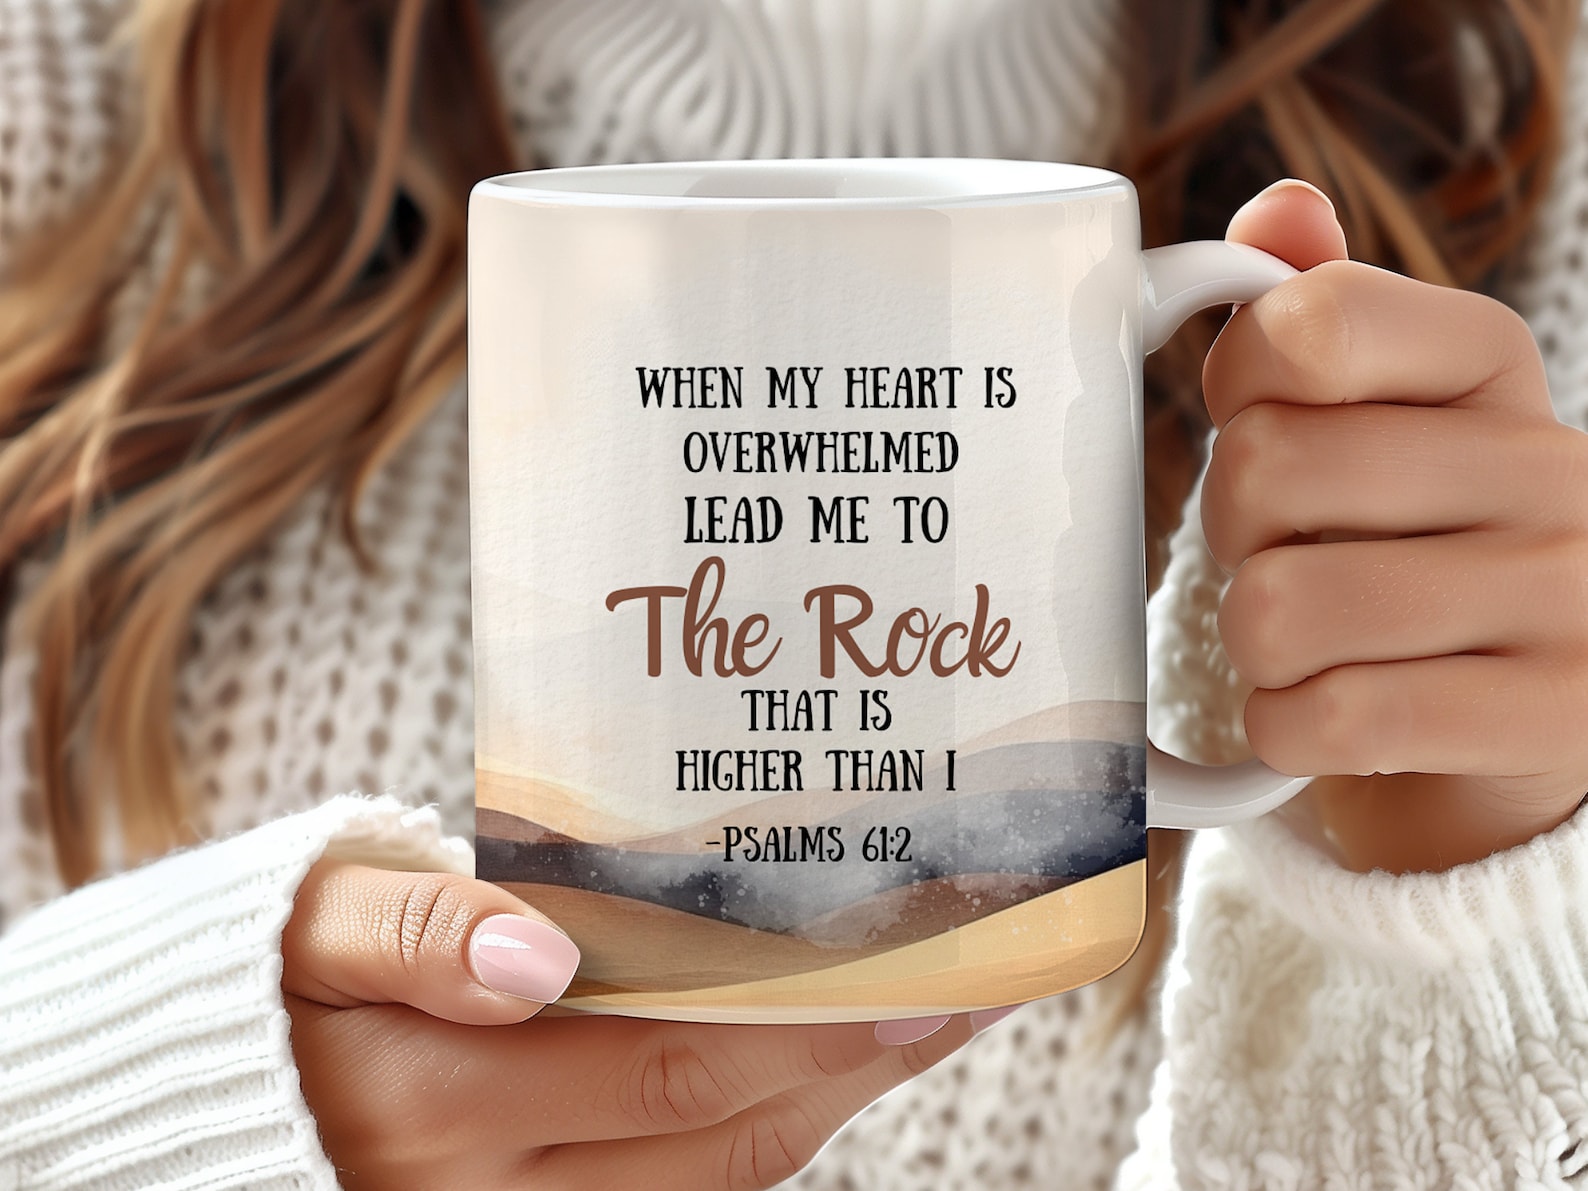 WHEN MY HEART IS
OVERWHELMED
LEAD ME TO
The Rock
THAT IS
HIGHER THAN I
-PSALMS 61:2